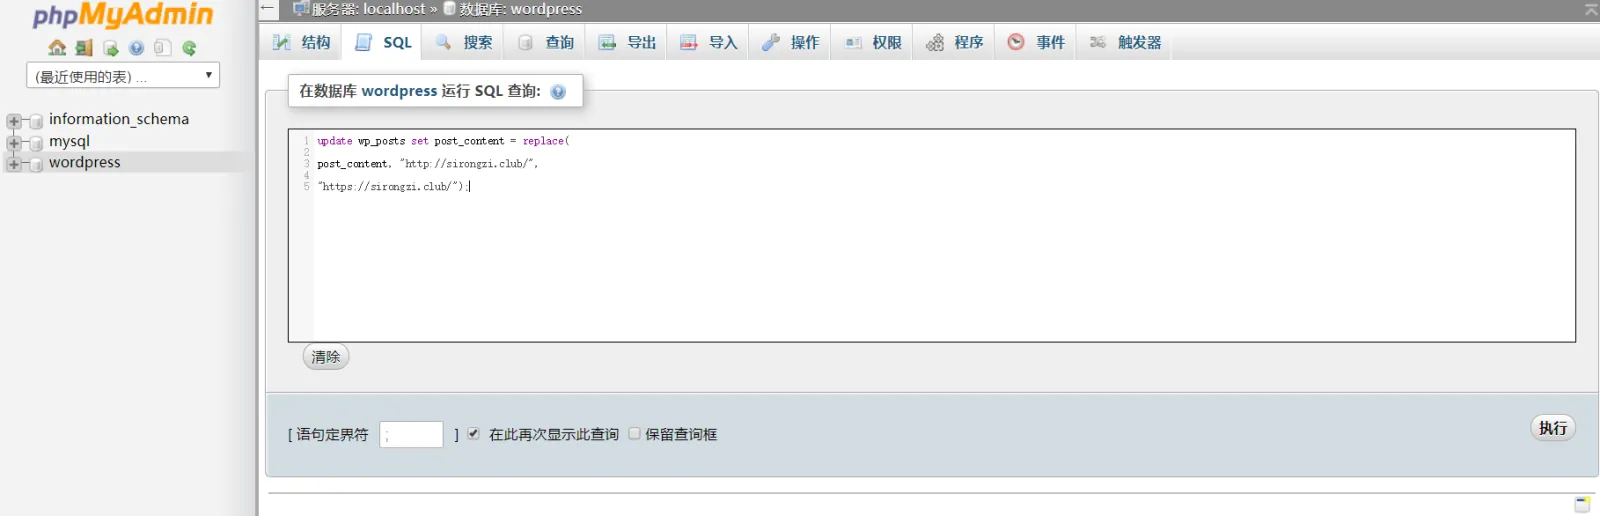 phpMyAdmin
(最近使用的表) ...
information_schema
mysql
wordpress
服务器: localhost » 数据库: wordpress
结构 SQL 搜索 查询 导出 导入 操作 权限 程序 事件 触发器
在数据库 wordpress 运行 SQL 查询:
1 update wp_posts set post_content = replace(
2
3 post_content, "http://sirongzi.club/",
4
5 "https://sirongzi.club/");
清除
[ 语句定界符 ; ] 在此再次显示此查询 保留查询框
执行